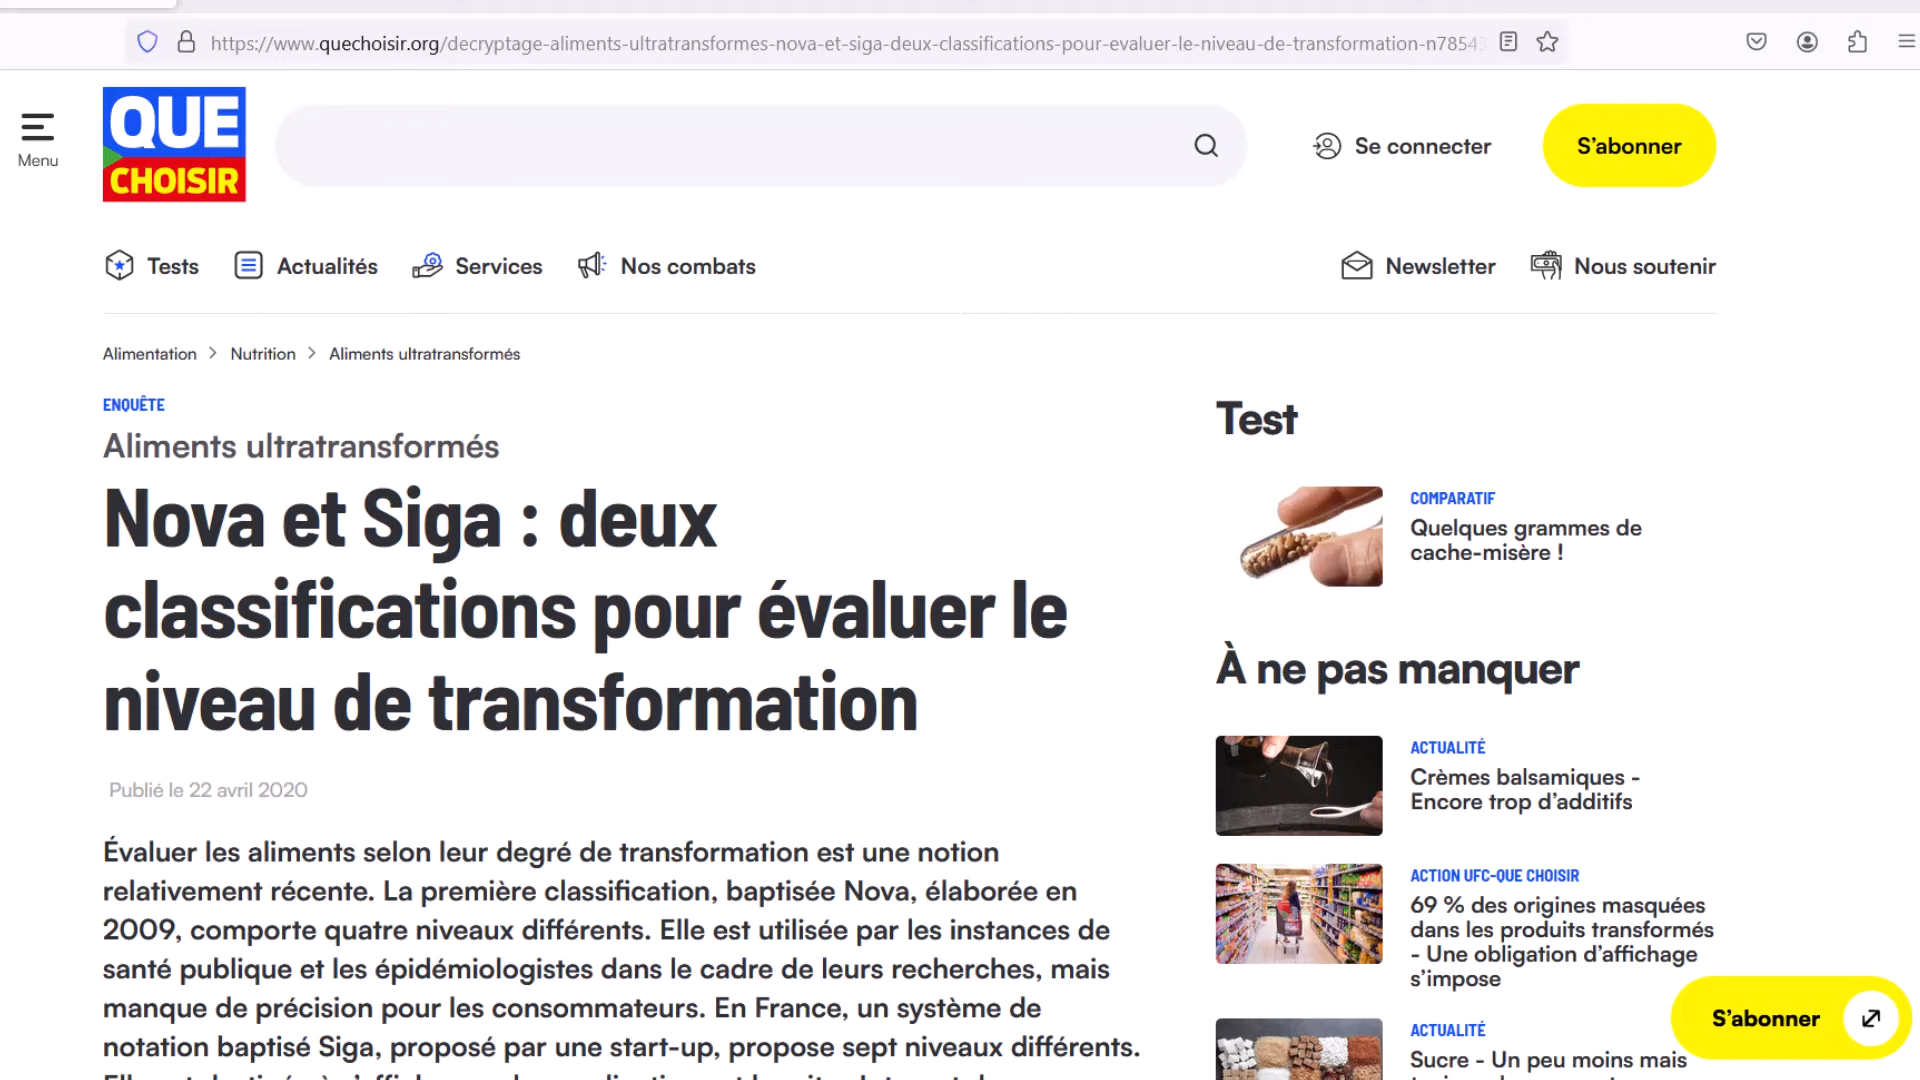 https://www.quechoisir.org/decryptage-aliments-ultratransformes-nova-et-siga-deux-classifications-pour-evaluer-le-niveau-de-transformation-n7854
Menu
QUE
CHOISIR
Se connecter
S'abonner
Tests
Actualités
Services
Nos combats
Newsletter
Nous soutenir
Alimentation > Nutrition > Aliments ultratransformés
ENQUÊTE
Aliments ultratransformés
Nova et Siga : deux
classifications pour évaluer le
niveau de transformation
Publié le 22 avril 2020
Évaluer les aliments selon leur degré de transformation est une notion
relativement récente. La première classification, baptisée Nova, élaborée en
2009, comporte quatre niveaux différents. Elle est utilisée par les instances de
santé publique et les épidémiologistes dans le cadre de leurs recherches, mais
manque de précision pour les consommateurs. En France, un système de
notation baptisé Siga, proposé par une start-up, propose sept niveaux différents.
Test
COMPARATIF
Quelques grammes de
cache-misère !
À ne pas manquer
ACTUALITÉ
Crèmes balsamiques -
Encore trop d'additifs
ACTION UFC-QUE CHOISIR
69 % des origines masquées
dans les produits transformés
- Une obligation d'affichage
s'impose
ACTUALITÉ
Sucre - Un peu moins mais
S'abonner